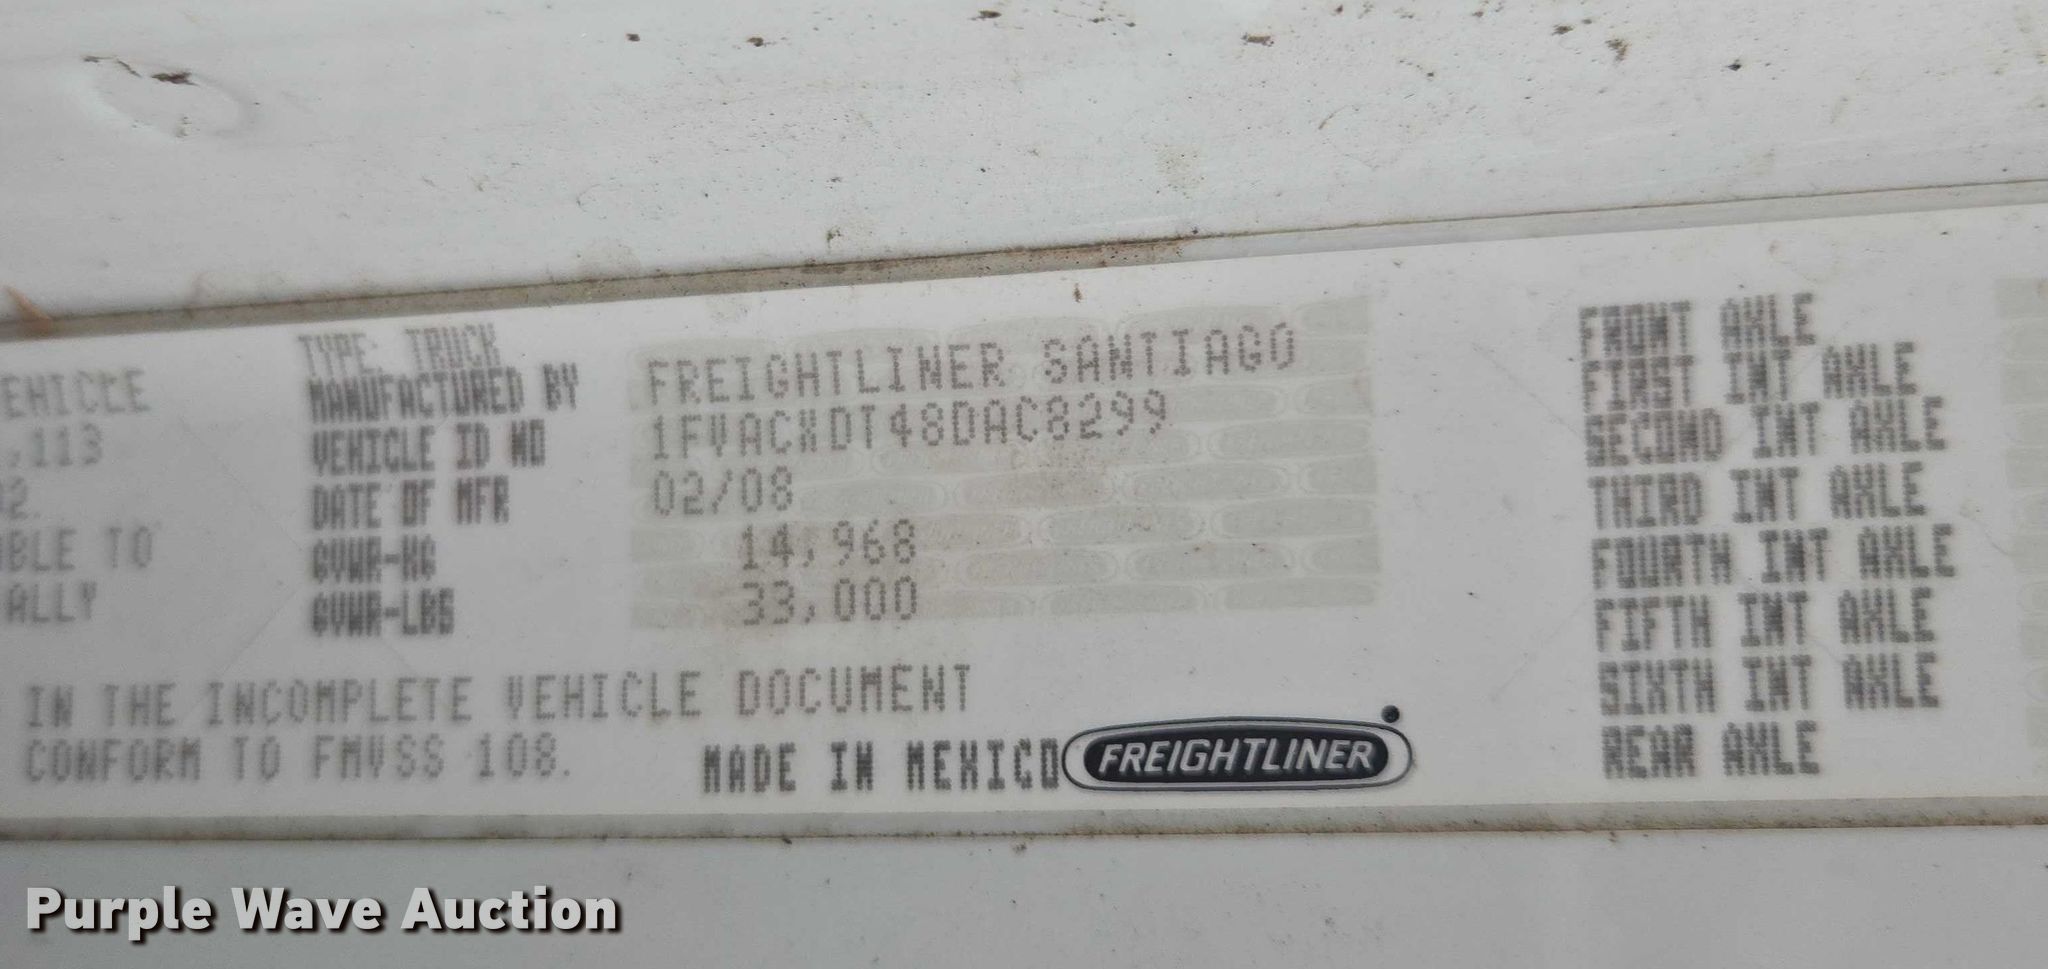 TYPE: TRUCK
MANUFACTURED BY FREIGHTLINER SANTIAGO
VEHICLE ID NO 1FVACXDT48DAC8299
DATE OF MFR 02/08
GVWR-KG 14,968
GVWR-LBS 33,000
EHICLE
,113
02.
BLE TO
ALLY
IN THE INCOMPLETE VEHICLE DOCUMENT
CONFORM TO FMVSS 108.
MADE IN MEXICO FREIGHTLINER
FRONT AXLE
FIRST INT AXLE
SECOND INT AXLE
THIRD INT AXLE
FOURTH INT AXLE
FIFTH INT AXLE
SIXTH INT AXLE
REAR AXLE
Purple Wave Auction